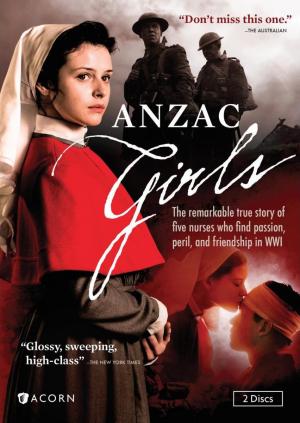 “Don’t miss this one.”
—THE AUSTRALIAN
ANZAC
Girls
The remarkable true story of
five nurses who find passion,
peril, and friendship in WWI
“Glossy, sweeping,
high-class” —THE NEW YORK TIMES
ACORN
2 Discs